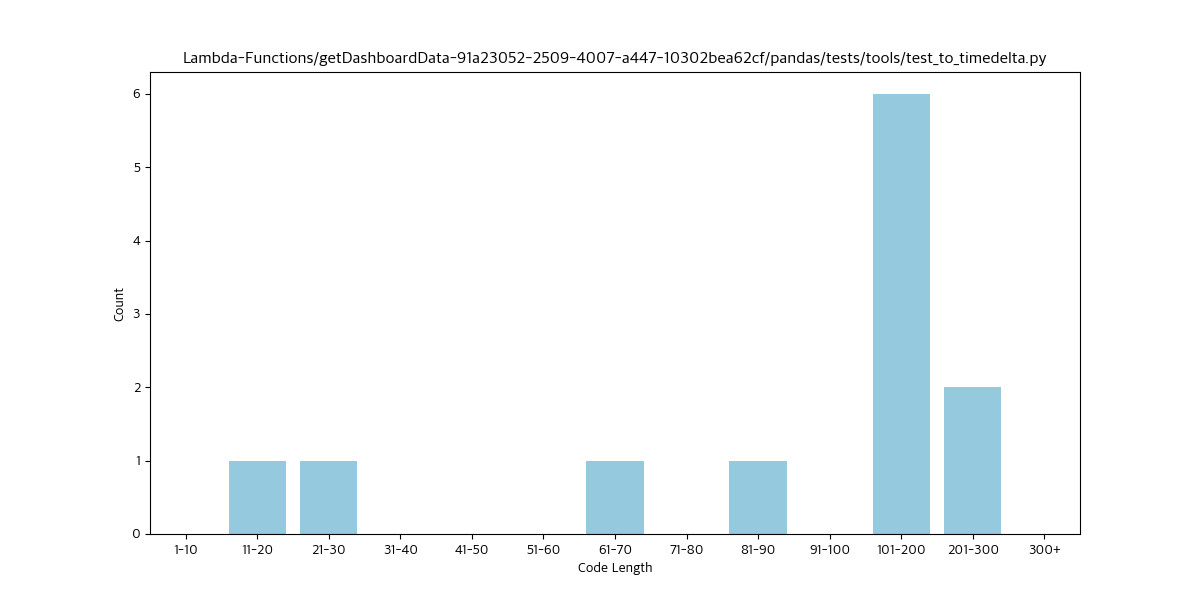 Lambda-Functions/getDashboardData-91a23052-2509-4007-a447-10302bea62cf/pandas/tests/tools/test_to_timedelta.py
6
5
4
3
2
1
0
Count
1-10 11-20 21-30 31-40 41-50 51-60 61-70 71-80 81-90 91-100 101-200 201-300 300+
Code Length